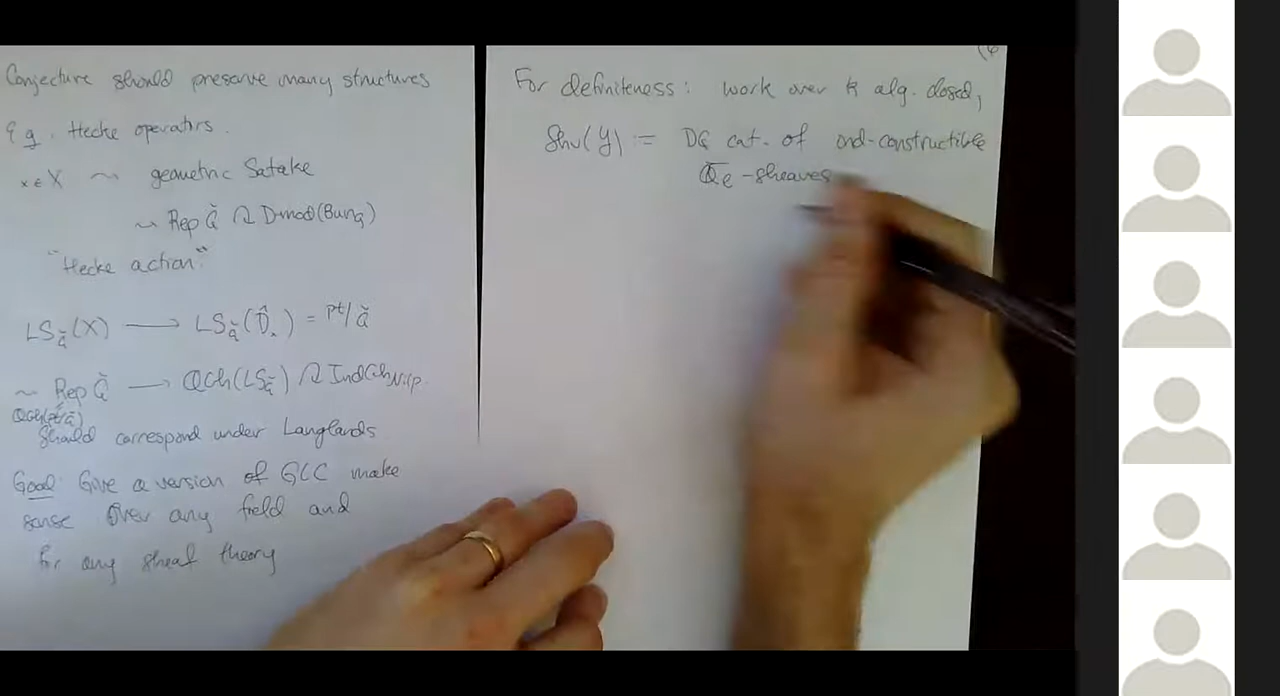 Conjecture should preserve many structures
E.g. Hecke operators.
x ∈ X ⇝ geometric Satake
⇝ Rep Ǧ ↷ D-mod(Bun_G)
"Hecke action"
LS_Ǧ(X) ⟶ LS_Ǧ(D̂_x) = pt/Ǧ
⇝ Rep Ǧ ⟶ QCoh(LS_Ǧ) ↷ IndCoh_Nilp.
QCoh(pt/Ǧ)
should correspond under Langlands
Goal: Give a version of GLC make
sense over any field and
for any sheaf theory
For definiteness: work over k alg. closed,
Shv(Y) := DG cat. of ind-constructible
Q̄_ℓ-sheaves